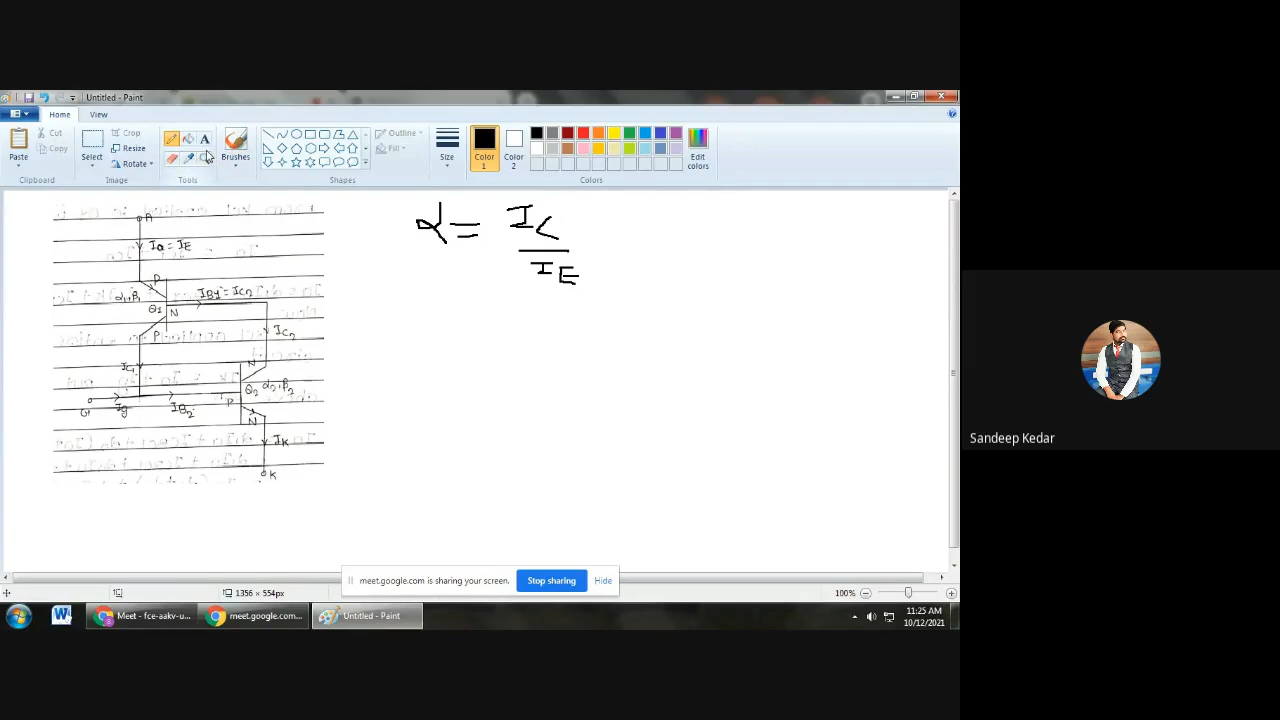 Untitled - Paint
Home
View
Paste
Cut
Copy
Clipboard
Select
Crop
Resize
Rotate
Image
Tools
Brushes
Shapes
Outline
Fill
Size
Color 1
Color 2
Edit colors
Colors
A
Ia = IE
P
α1, β1
IB1 = IC2
Q1
N
P
IC2
IC1
N
Q2 α2, β2
G
Ig
IB2
P
N
IK
K
α = IC
IE
Sandeep Kedar
meet.google.com is sharing your screen.
Stop sharing
Hide
1356 × 554px
100%
Meet - fce-aakv-u...
meet.google.com...
Untitled - Paint
11:25 AM
10/12/2021